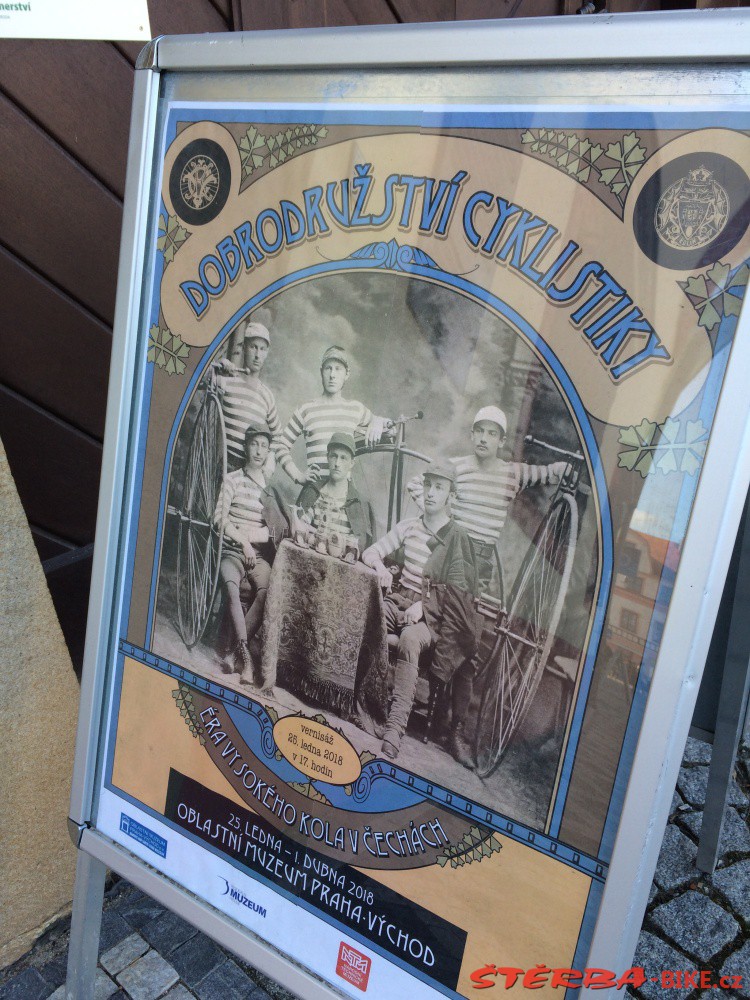 nerství
DOBRODRUŽSTVÍ CYKLISTIKY
vernisáž
25. ledna 2018
v 17. hodin
ÉRA VYSOKÉHO KOLA V ČECHÁCH
25. LEDNA – 1. DUBNA 2018
OBLASTNÍ MUZEUM PRAHA-VÝCHOD
MUZEUM
ŠTĚRBA-BIKE.cz